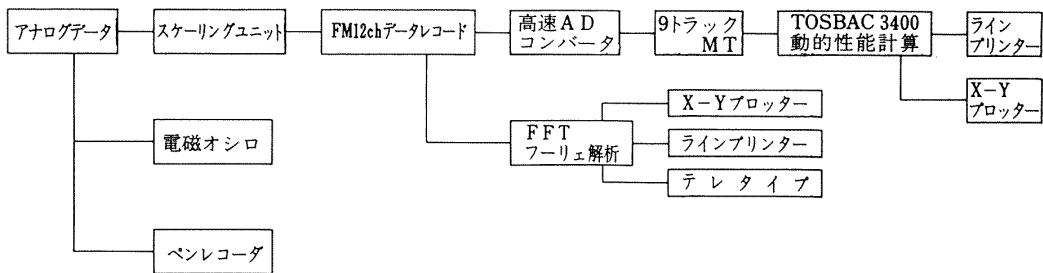 アナログデータ
スケーリングユニット
FM12chデータレコード
高速AD
コンバータ
9トラック
MT
TOSBAC 3400
動的性能計算
ライン
プリンター
X-Y
プロッター
電磁オシロ
FFT
フーリェ解析
X-Yプロッター
ラインプリンター
テレタイプ
ペンレコーダ